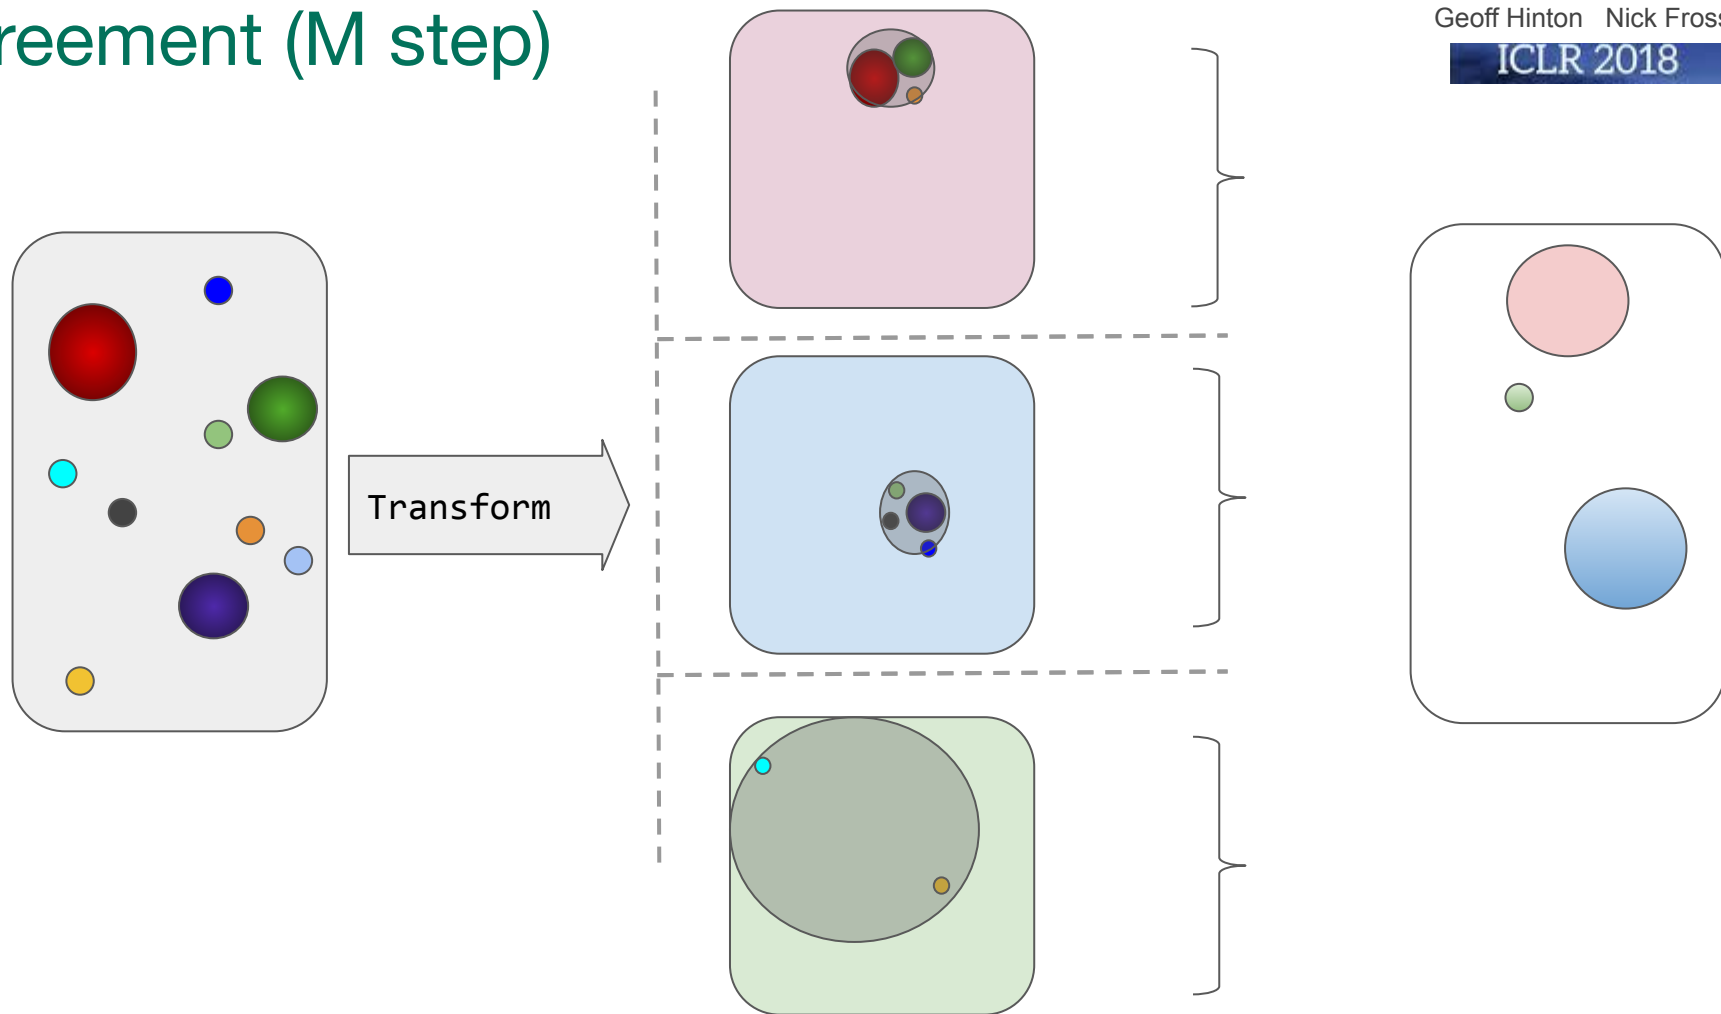 reement (M step)
Geoff Hinton Nick Fross
ICLR 2018
Transform